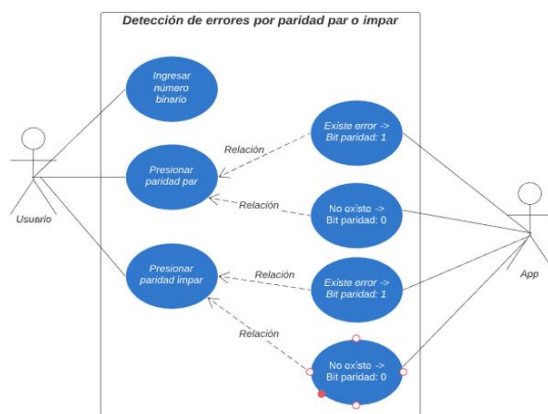 Detección de errores por paridad par o impar
Ingresar
número
binario
Existe error ->
Bit paridad: 1
Relación
Presionar
paridad par
Relación
No existe ->
Bit paridad: 0
Usuario
Presionar
paridad impar
Relación
Existe error ->
Bit paridad: 1
App
Relación
No existe ->
Bit paridad: 0